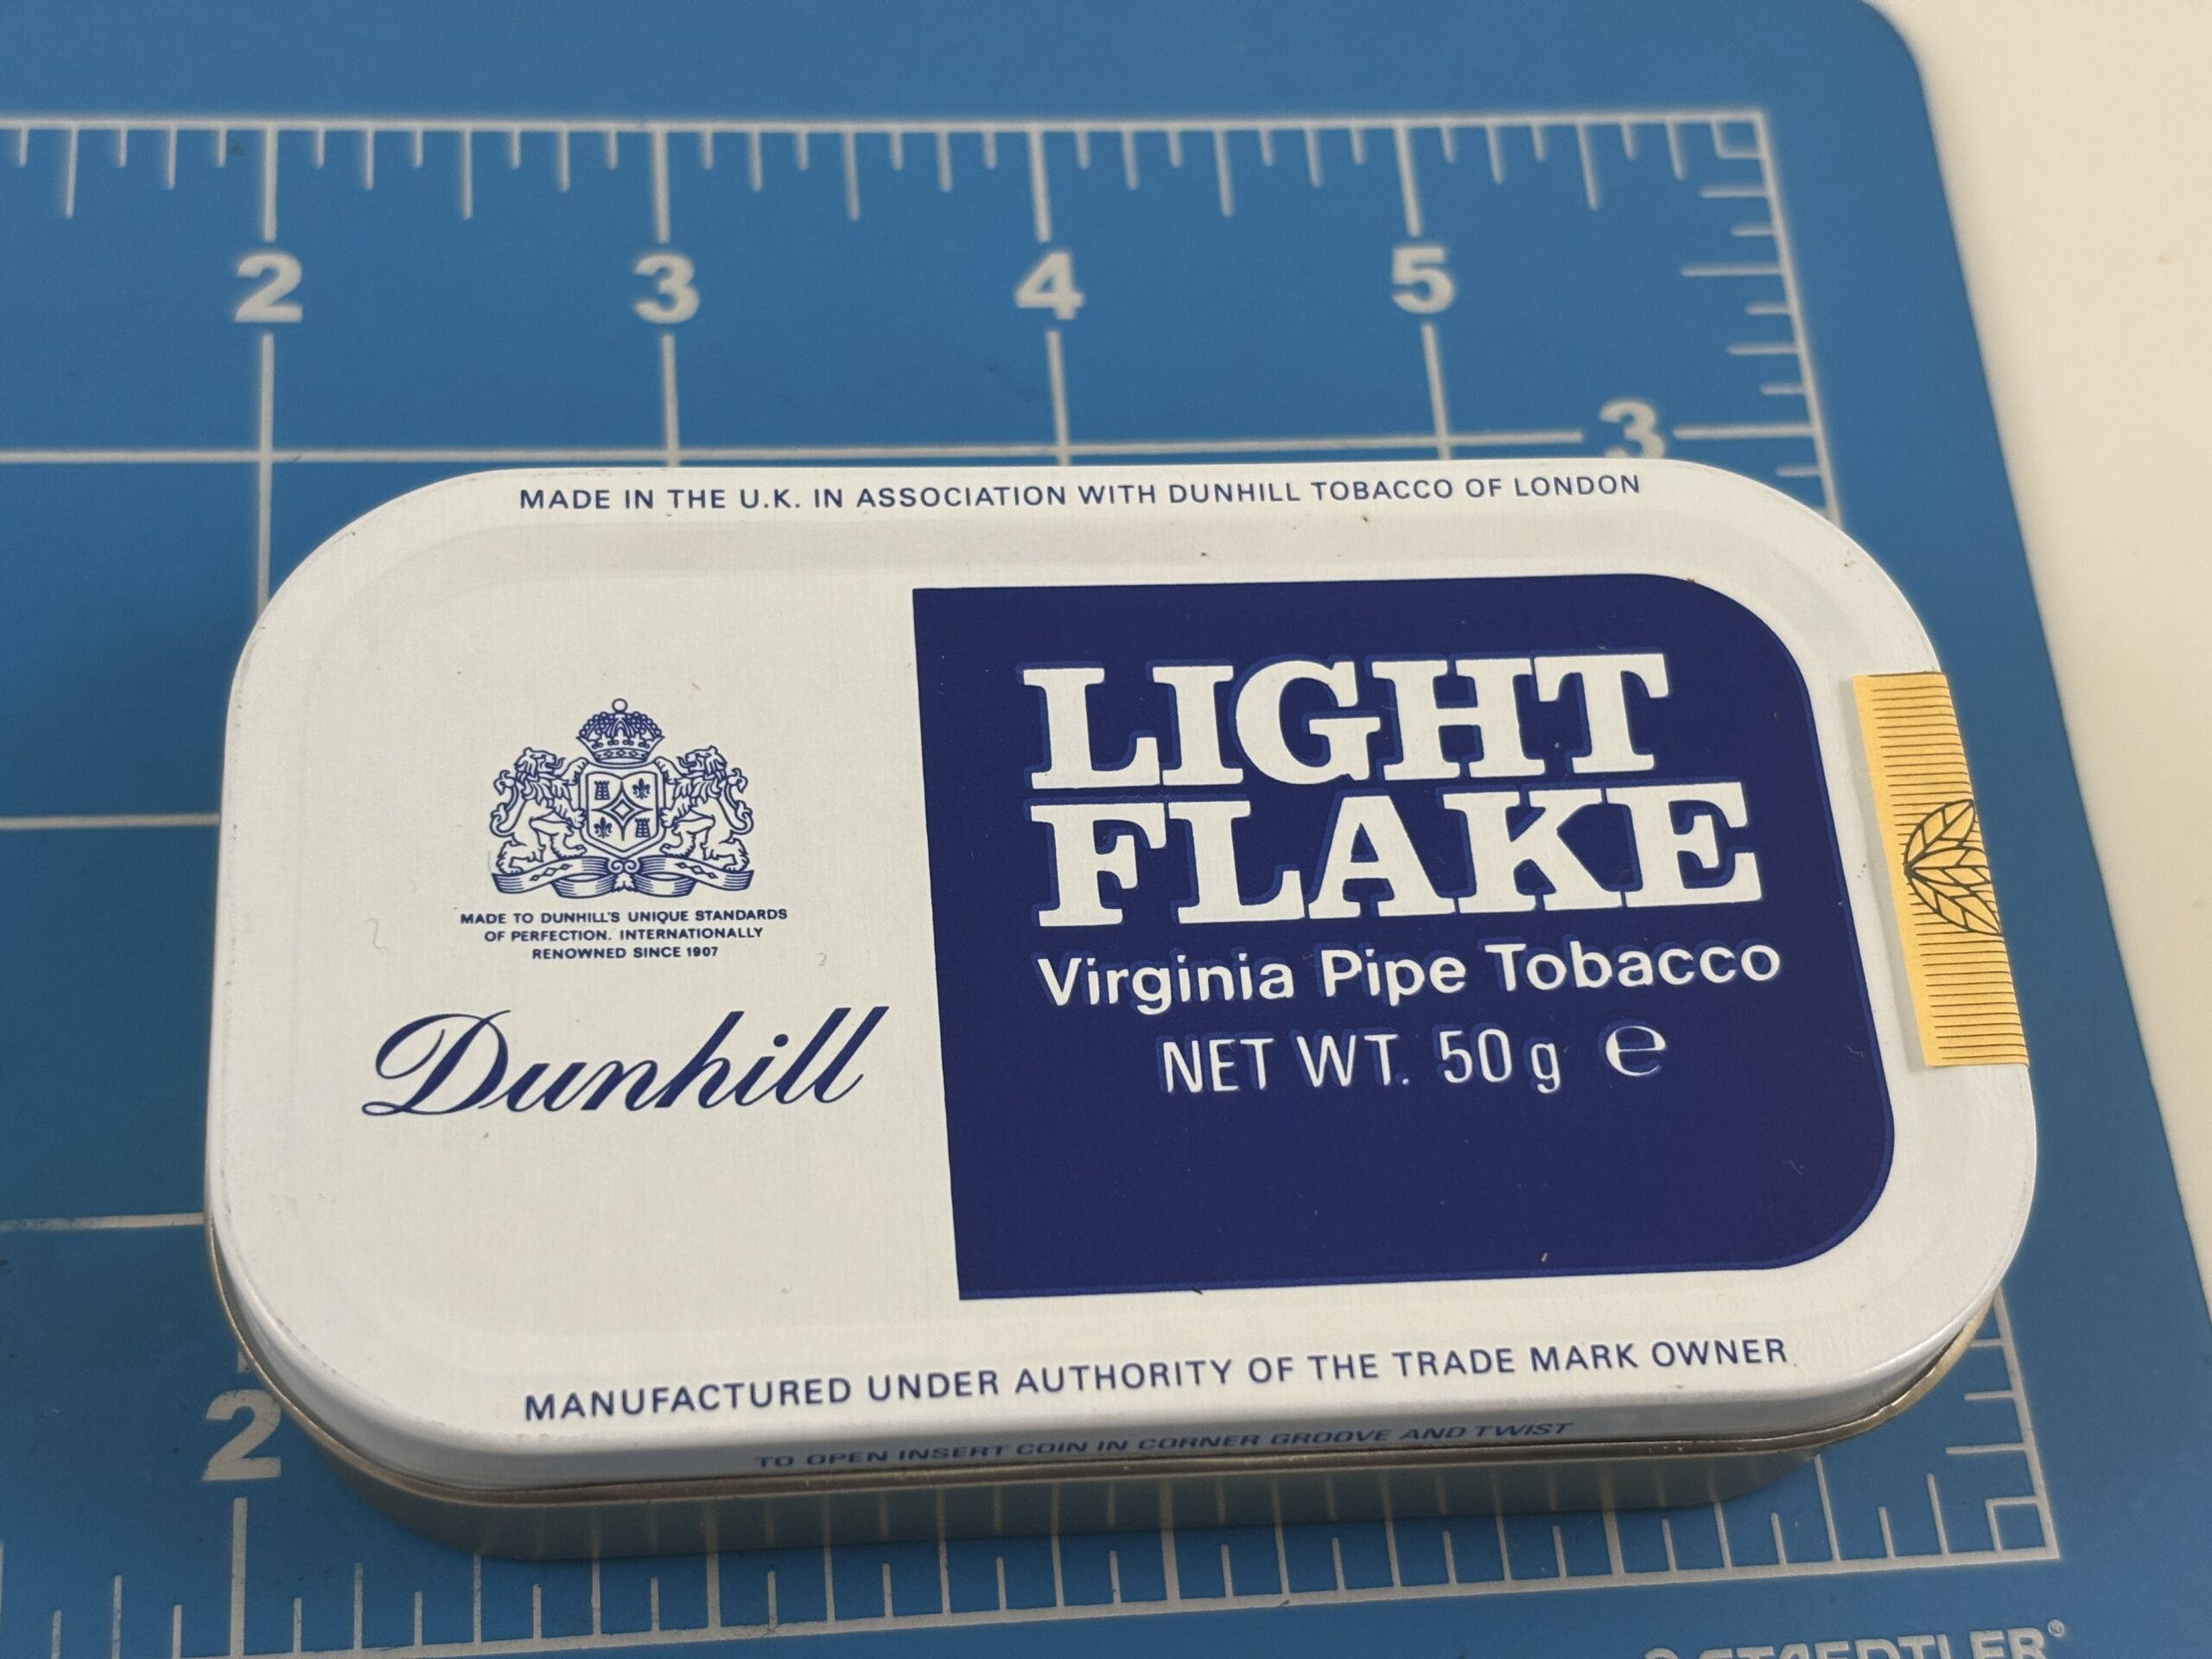 2 3 4 5
3
MADE IN THE U.K. IN ASSOCIATION WITH DUNHILL TOBACCO OF LONDON
MADE TO DUNHILL'S UNIQUE STANDARDS
OF PERFECTION. INTERNATIONALLY
RENOWNED SINCE 1907
Dunhill
LIGHT
FLAKE
Virginia Pipe Tobacco
NET WT. 50 g ℮
MANUFACTURED UNDER AUTHORITY OF THE TRADE MARK OWNER.
TO OPEN INSERT COIN IN CORNER GROOVE AND TWIST
2
STAEDTLER®